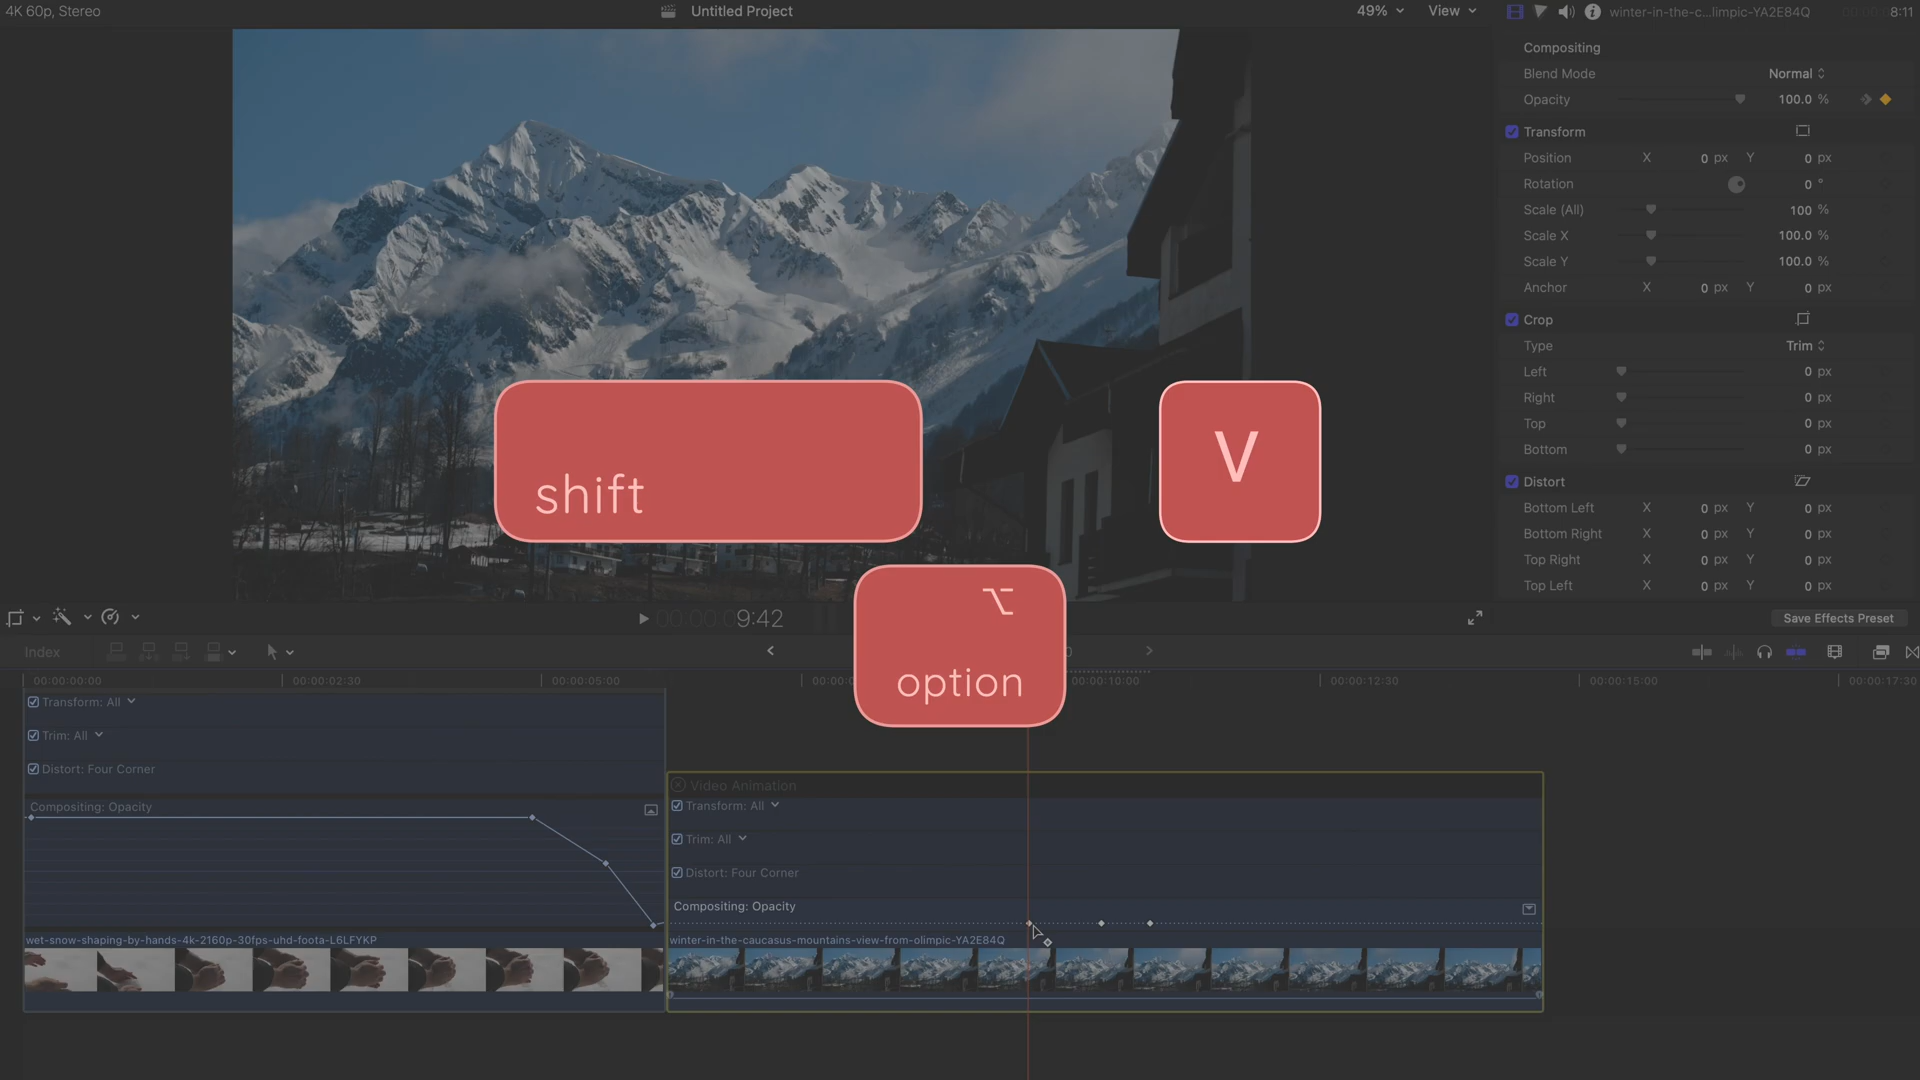 4K 60p, Stereo
Untitled Project
49%
View
winter-in-the-c...limpic-YA2E84Q
8:11
Compositing
Blend Mode
Normal
Opacity
100.0 %
Transform
Position X 0 px Y 0 px
Rotation 0 °
Scale (All) 100 %
Scale X 100.0 %
Scale Y 100.0 %
Anchor X 0 px Y 0 px
Crop
Type Trim
Left 0 px
Right 0 px
Top 0 px
Bottom 0 px
Distort
Bottom Left X 0 px Y 0 px
Bottom Right X 0 px Y 0 px
Top Right X 0 px Y 0 px
Top Left X 0 px Y 0 px
Save Effects Preset
shift
V
⌥
option
00:00:09:42
Index
00:00:00:00
00:00:02:30
00:00:05:00
00:00:10:00
00:00:12:30
00:00:15:00
00:00:17:30
Transform: All
Trim: All
Distort: Four Corner
Compositing: Opacity
wet-snow-shaping-by-hands-4k-2160p-30fps-uhd-foota-L6LFYKP
Video Animation
Transform: All
Trim: All
Distort: Four Corner
Compositing: Opacity
winter-in-the-caucasus-mountains-view-from-olimpic-YA2E84Q